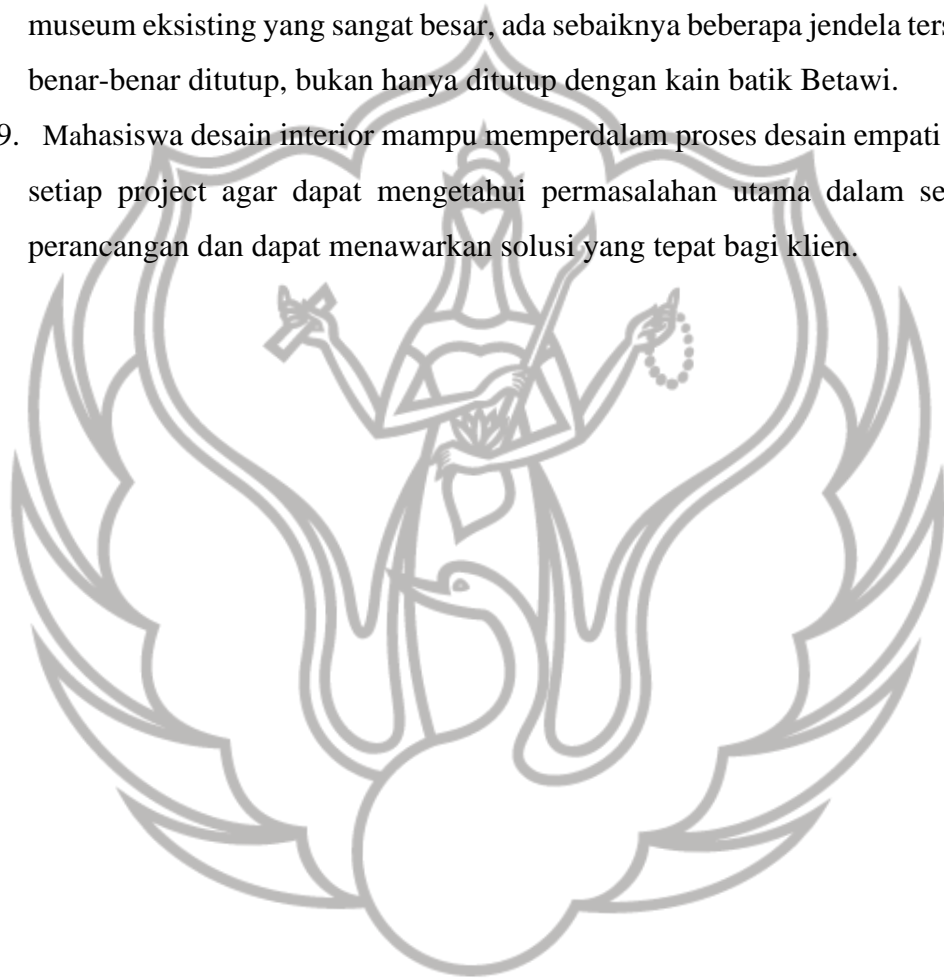 museum eksisting yang sangat besar, ada sebaiknya beberapa jendela ters
benar-benar ditutup, bukan hanya ditutup dengan kain batik Betawi.
9. Mahasiswa desain interior mampu memperdalam proses desain empati
setiap project agar dapat mengetahui permasalahan utama dalam se
perancangan dan dapat menawarkan solusi yang tepat bagi klien.